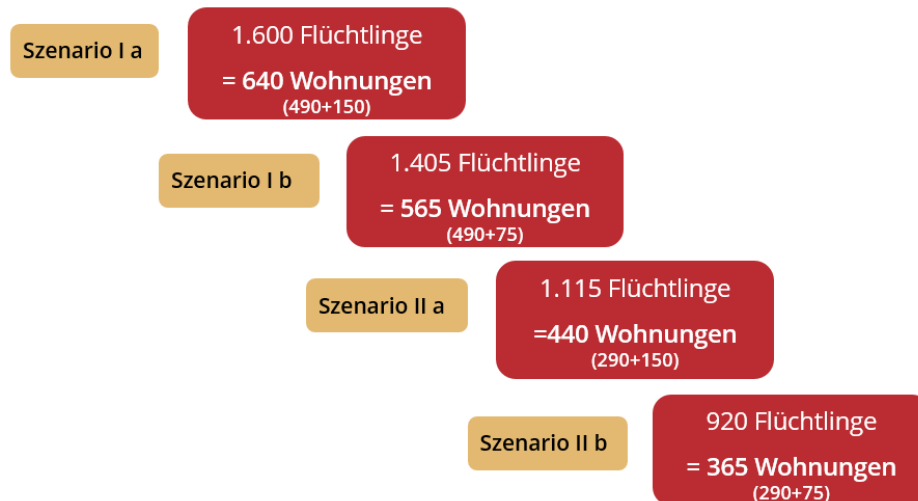 Szenario I a
1.600 Flüchtlinge
= 640 Wohnungen
(490+150)
Szenario I b
1.405 Flüchtlinge
= 565 Wohnungen
(490+75)
Szenario II a
1.115 Flüchtlinge
=440 Wohnungen
(290+150)
Szenario II b
920 Flüchtlinge
= 365 Wohnungen
(290+75)